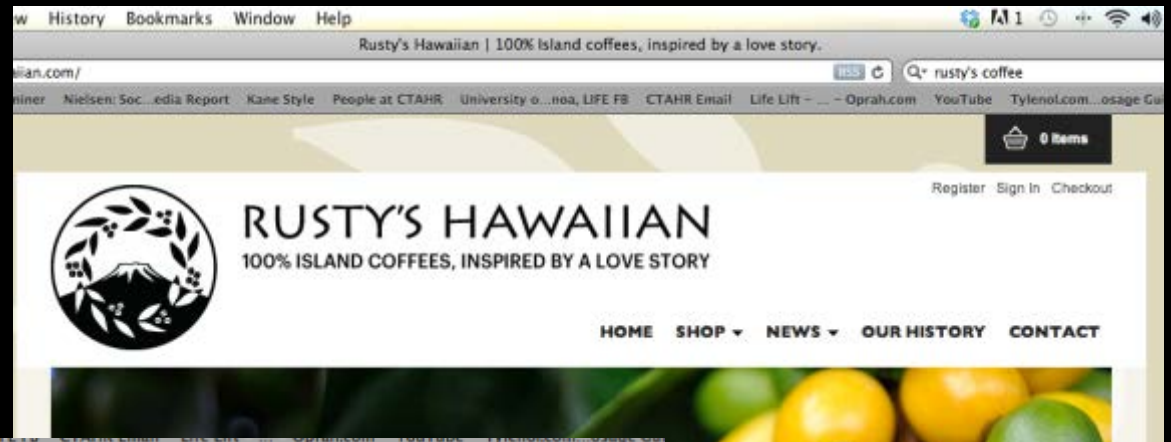 w History Bookmarks Window Help 1
Rusty's Hawaiian | 100% Island coffees, inspired by a love story.
aiian.com/ RSS rusty's coffee
miner Nielsen: Soc...edia Report Kane Style People at CTAHR University o...noa, LIFE FB CTAHR Email Life Lift - ... - Oprah.com YouTube Tylenol.com...osage Gui
0 Items
Register Sign In Checkout
RUSTY'S HAWAIIAN
100% ISLAND COFFEES, INSPIRED BY A LOVE STORY
HOME SHOP NEWS OUR HISTORY CONTACT